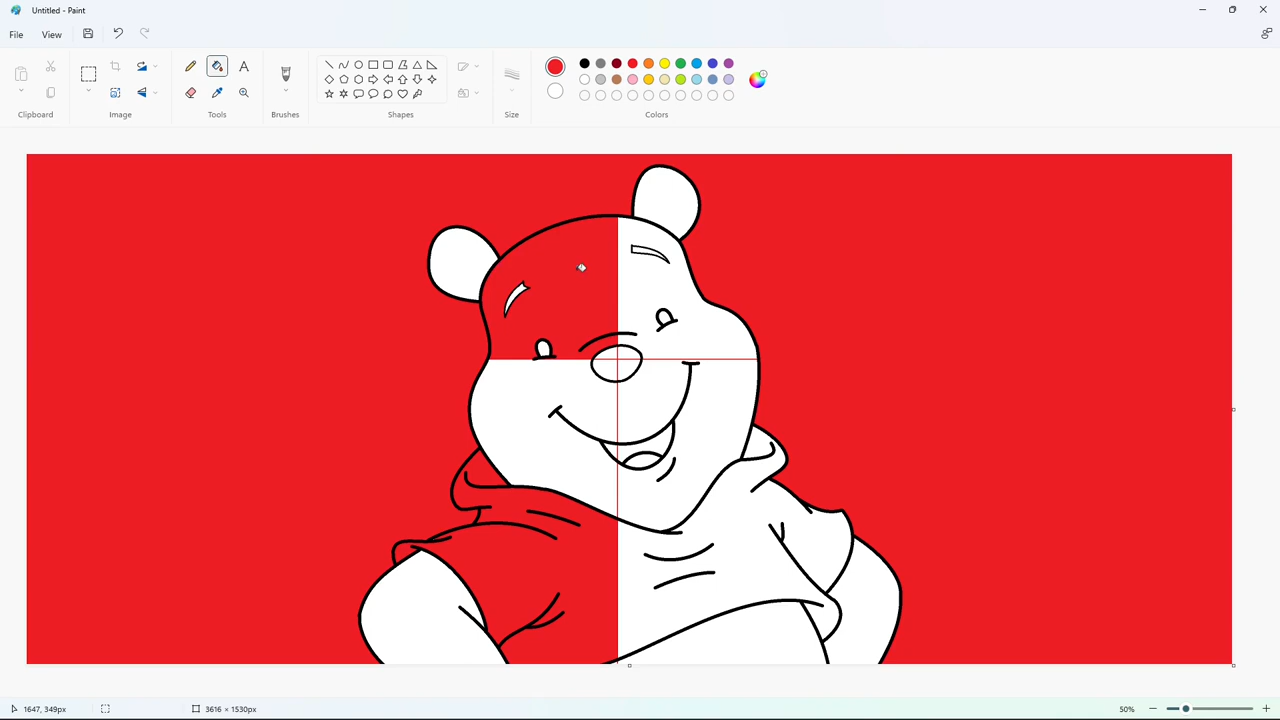 Untitled - Paint
File View
Clipboard Image Tools Brushes Shapes Size Colors
1647, 349px 3616 × 1530px 50%